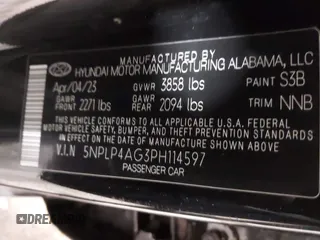 MANUFACTURED BY
HYUNDAI MOTOR MANUFACTURING ALABAMA, LLC
Apr/04/23 GVWR 3858 lbs PAINT S3B
GAWR FRONT 2271 lbs GAWR REAR 2094 lbs TRIM NNB
THIS VEHICLE CONFORMS TO ALL APPLICABLE U.S.A. FEDERAL
MOTOR VEHICLE SAFETY, BUMPER, AND THEFT PREVENTION
STANDARDS IN EFFECT ON THE DATE OF MANUFACTURE
SHOWN ABOVE.
V.I.N 5NPLP4AG3PH114597
PASSENGER CAR